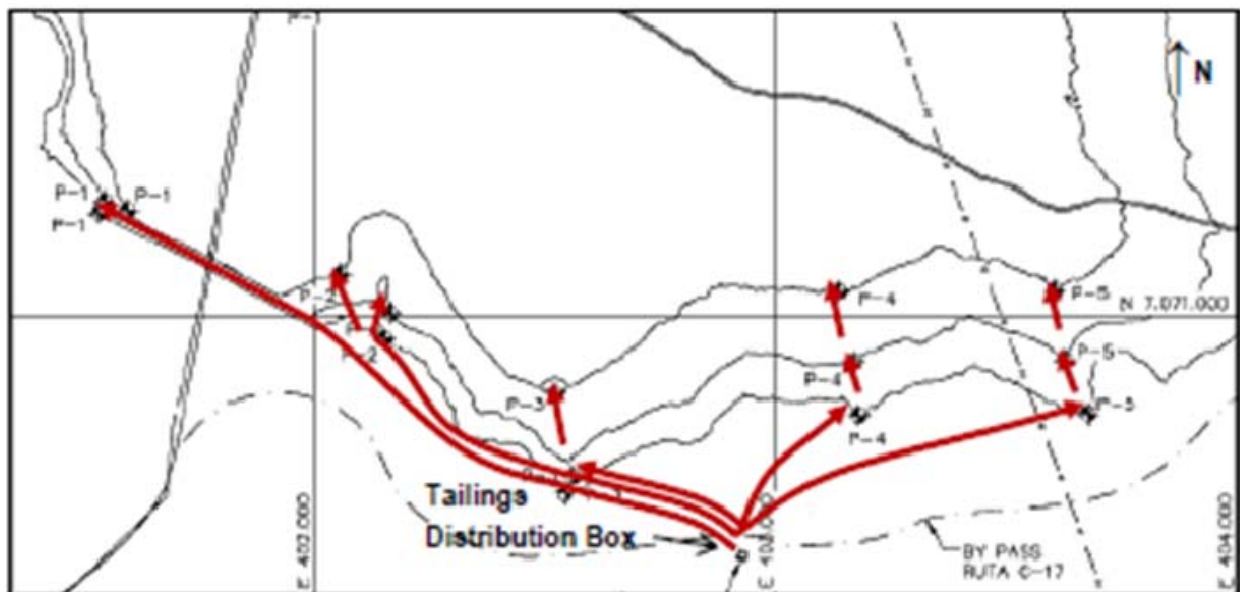 N
P-1
P-1
P-1
P-2
P-4
P-5
N 7.071.000
P-2
P-4
P-5
P-3
P-4
Tailings
Distribution Box
E 402.000
E 404.000
BY PASS
RUTA C-17